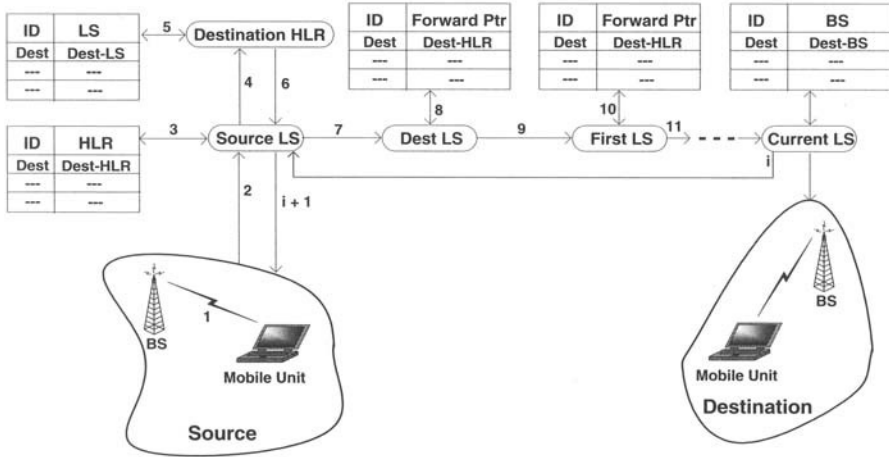 ID LS
Dest Dest-LS
--- ---
--- ---
5
Destination HLR
4
6
ID Forward Ptr
Dest Dest-HLR
--- ---
--- ---
ID Forward Ptr
Dest Dest-HLR
--- ---
--- ---
ID BS
Dest Dest-BS
--- ---
--- ---
8
10
ID HLR
Dest Dest-HLR
--- ---
--- ---
3
Source LS
7
Dest LS
9
First LS
11
Current LS
2
i + 1
i
1
BS
Mobile Unit
Source
BS
Mobile Unit
Destination